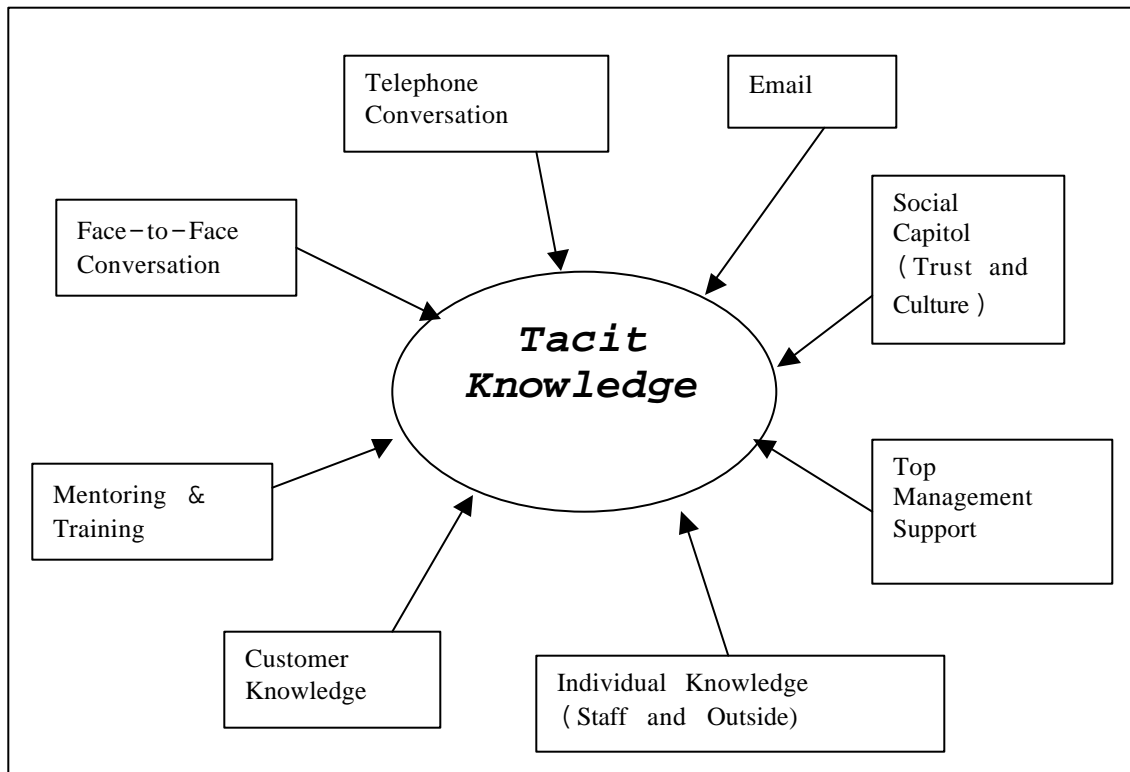 Telephone
Conversation
Email
Face-to-Face
Conversation
Social
Capitol
(Trust and
Culture)
Tacit
Knowledge
Mentoring &
Training
Top
Management
Support
Customer
Knowledge
Individual Knowledge
(Staff and Outside)